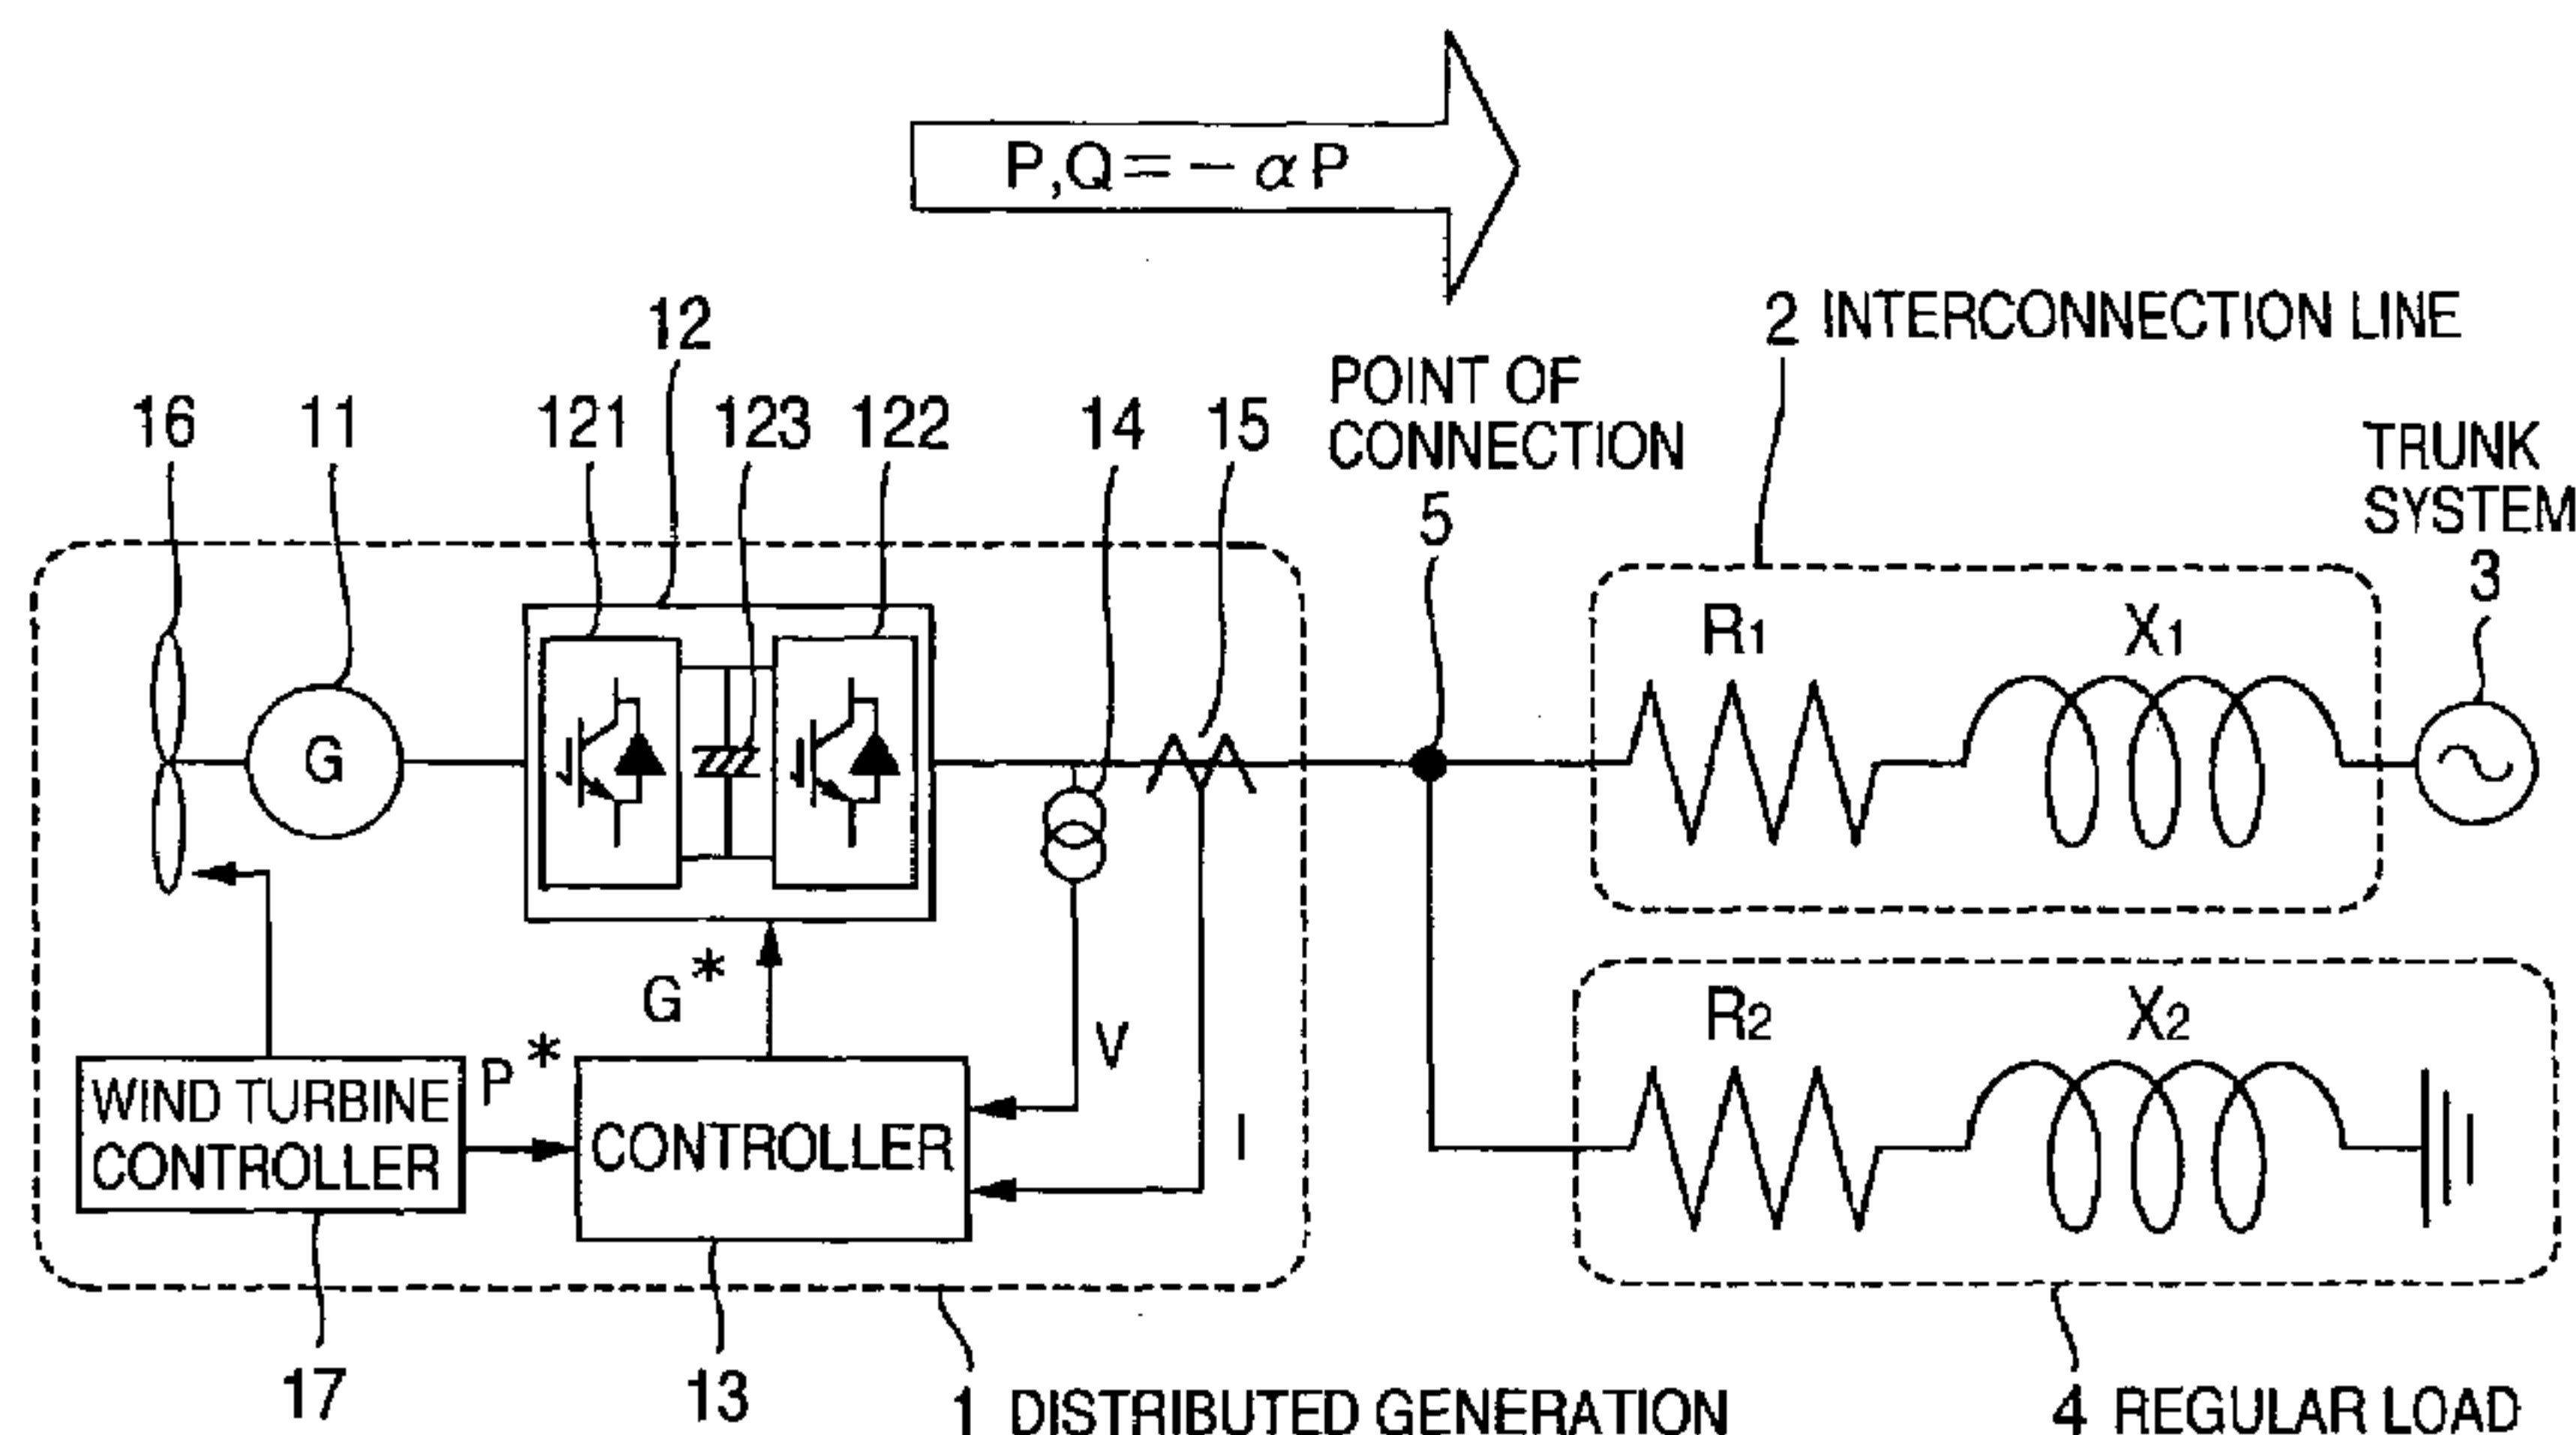 P,Q=-αP
12
2 INTERCONNECTION LINE
POINT OF
CONNECTION
5
16
11
121
123
122
14
15
TRUNK
SYSTEM
3
R1
X1
G
G*
P*
V
I
R2
X2
WIND TURBINE
CONTROLLER
CONTROLLER
17
13
1 DISTRIBUTED GENERATION
4 REGULAR LOAD